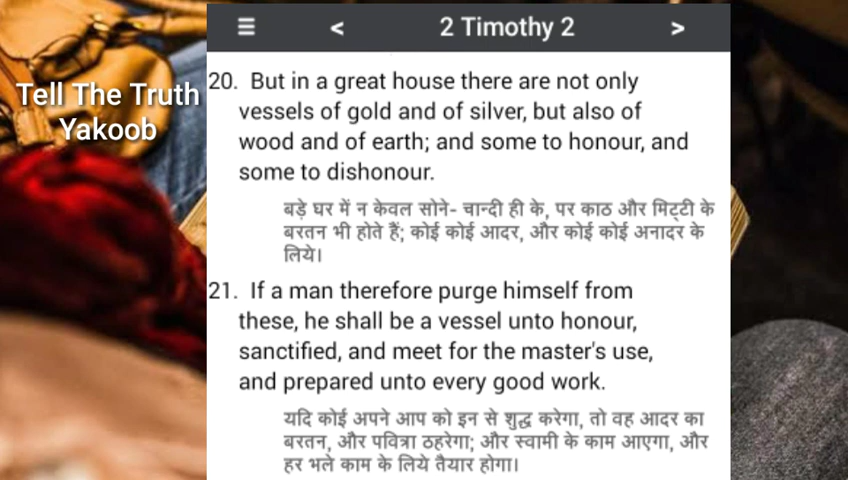 ☰ < 2 Timothy 2 >
Tell The Truth
Yakoob
20. But in a great house there are not only
vessels of gold and of silver, but also of
wood and of earth; and some to honour, and
some to dishonour.
बड़े घर में न केवल सोने- चान्दी ही के, पर काठ और मिट्टी के
बरतन भी होते हैं; कोई कोई आदर, और कोई कोई अनादर के
लिये।
21. If a man therefore purge himself from
these, he shall be a vessel unto honour,
sanctified, and meet for the master's use,
and prepared unto every good work.
यदि कोई अपने आप को इन से शुद्ध करेगा, तो वह आदर का
बरतन, और पवित्रा ठहरेगा; और स्वामी के काम आएगा, और
हर भले काम के लिये तैयार होगा।